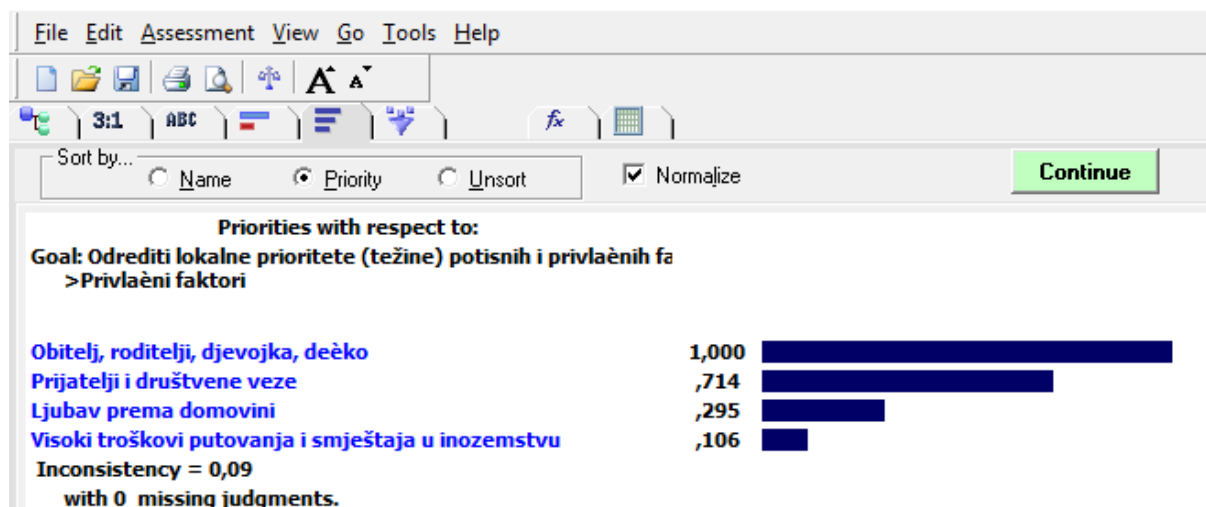 File Edit Assessment View Go Tools Help
A A
3:1 ABC fx
Sort by...
Name Priority Unsort Normalize Continue
Priorities with respect to:
Goal: Odrediti lokalne prioritete (težine) potisnih i privlaènih fa
>Privlaèni faktori
Obitelj, roditelji, djevojka, deèko 1,000
Prijatelji i društvene veze ,714
Ljubav prema domovini ,295
Visoki troškovi putovanja i smještaja u inozemstvu ,106
Inconsistency = 0,09
with 0 missing judgments.